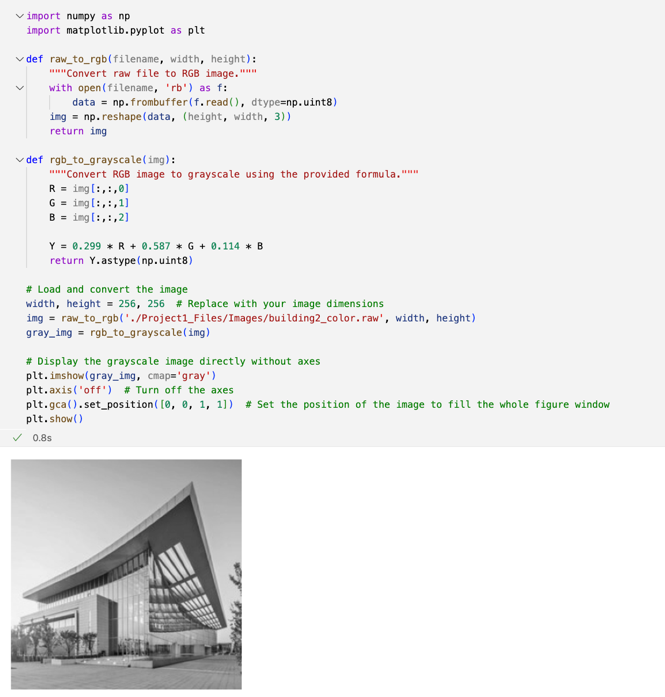 import numpy as np
import matplotlib.pyplot as plt
def raw_to_rgb(filename, width, height):
"""Convert raw file to RGB image."""
with open(filename, 'rb') as f:
data = np.frombuffer(f.read(), dtype=np.uint8)
img = np.reshape(data, (height, width, 3))
return img
def rgb_to_grayscale(img):
"""Convert RGB image to grayscale using the provided formula."""
R = img[:,:,0]
G = img[:,:,1]
B = img[:,:,2]
Y = 0.299 * R + 0.587 * G + 0.114 * B
return Y.astype(np.uint8)
# Load and convert the image
width, height = 256, 256  # Replace with your image dimensions
img = raw_to_rgb('./Project1_Files/Images/building2_color.raw', width, height)
gray_img = rgb_to_grayscale(img)
# Display the grayscale image directly without axes
plt.imshow(gray_img, cmap='gray')
plt.axis('off')  # Turn off the axes
plt.gca().set_position([0, 0, 1, 1])  # Set the position of the image to fill the whole figure window
plt.show()
0.8s